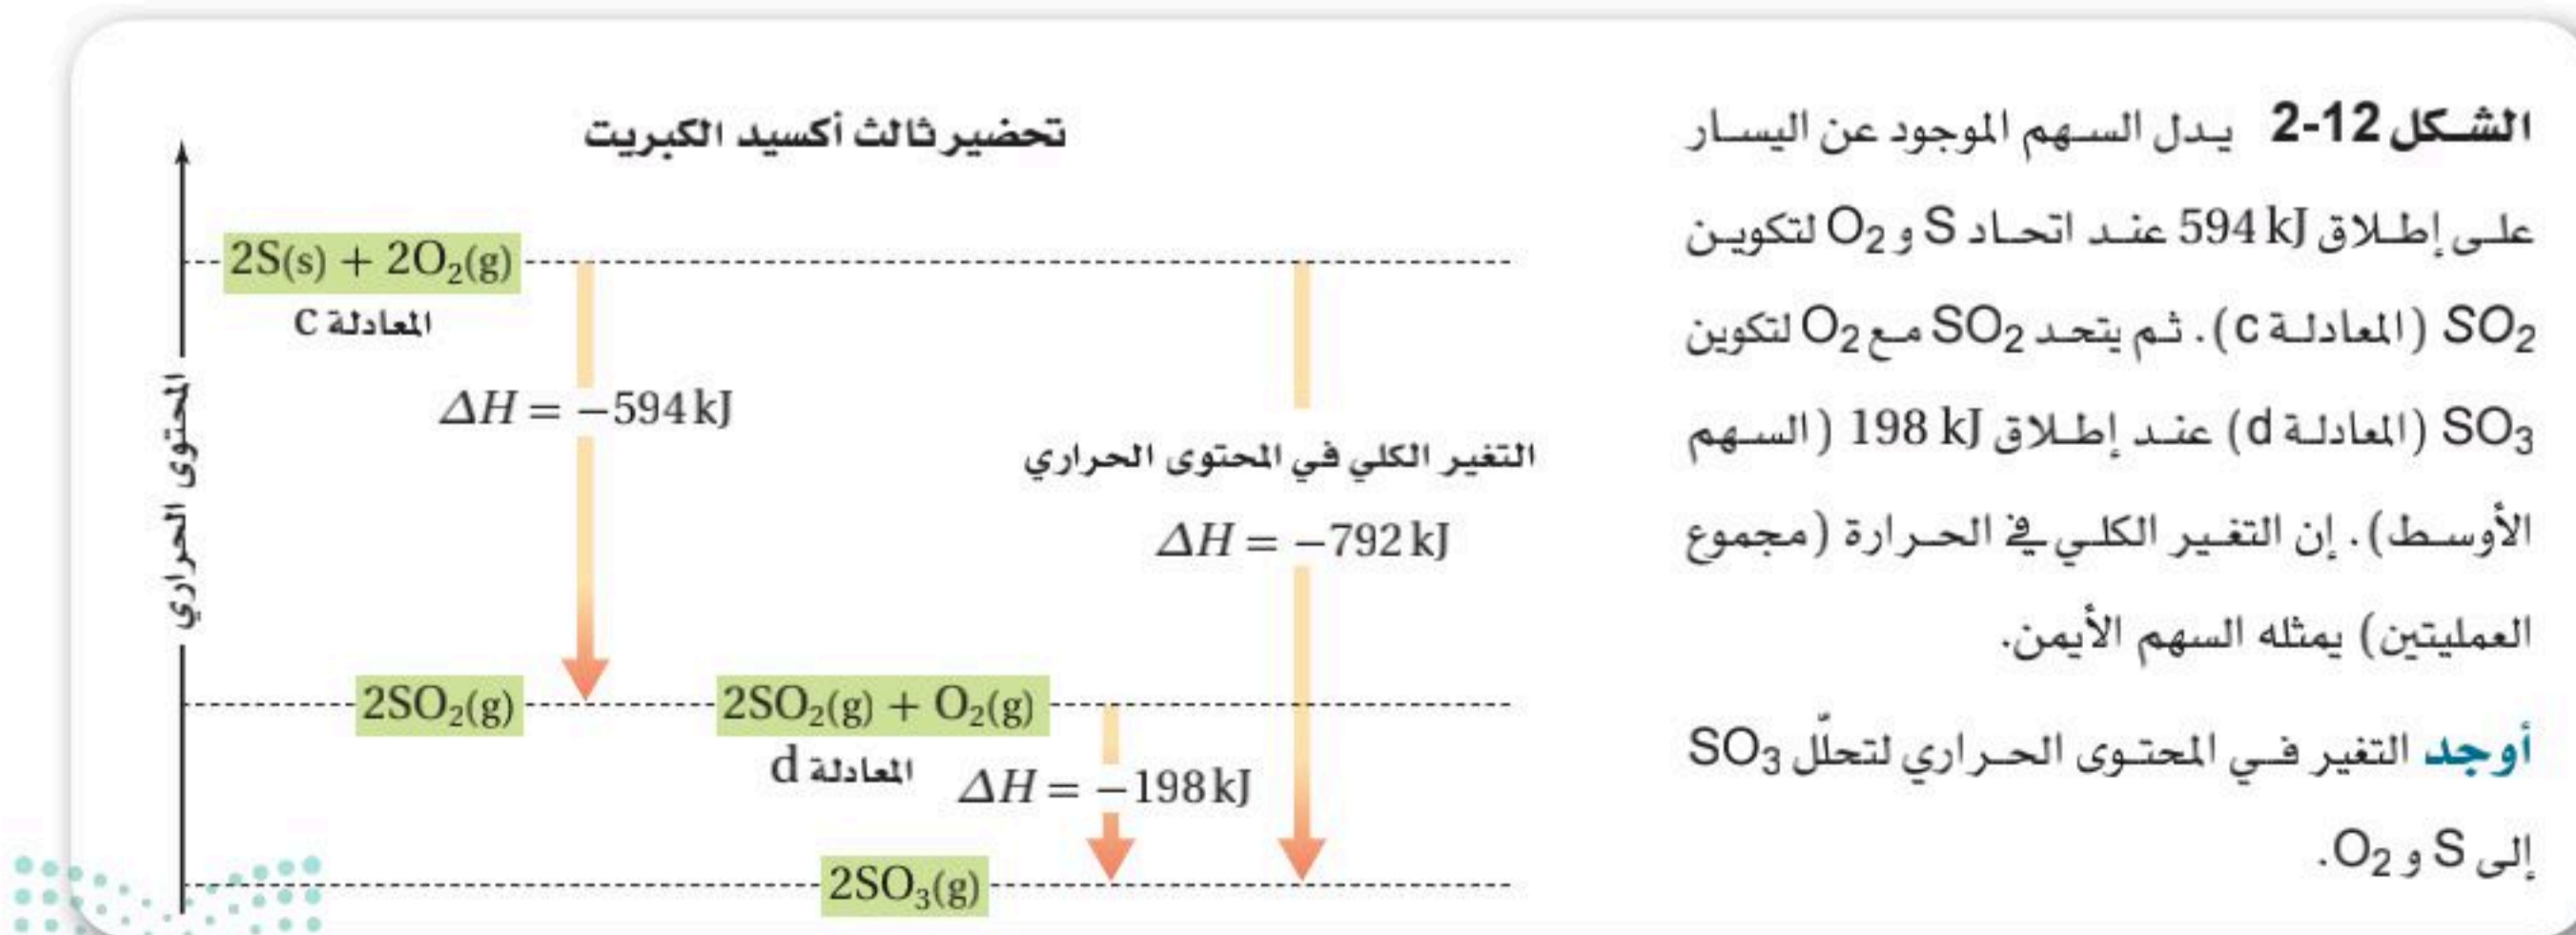 الشكل 12-2 يدل السهم الموجود عن اليسار
على إطلاق 594 kJ عند اتحاد S و O₂ لتكوين
SO₂ (المعادلة c). ثم يتحد SO₂ مع O₂ لتكوين
SO₃ (المعادلة d) عند إطلاق 198 kJ (السهم
الأوسط). إن التغير الكلي في الحرارة (مجموع
العمليتين) يمثله السهم الأيمن.
أوجد التغير في المحتوى الحراري لتحلّل SO₃
إلى S و O₂.
تحضير ثالث أكسيد الكبريت
المحتوى الحراري
2S(s) + 2O₂(g)
المعادلة c
ΔH = −594 kJ
التغير الكلي في المحتوى الحراري
ΔH = −792 kJ
2SO₂(g)
2SO₂(g) + O₂(g)
المعادلة d
ΔH = −198 kJ
2SO₃(g)